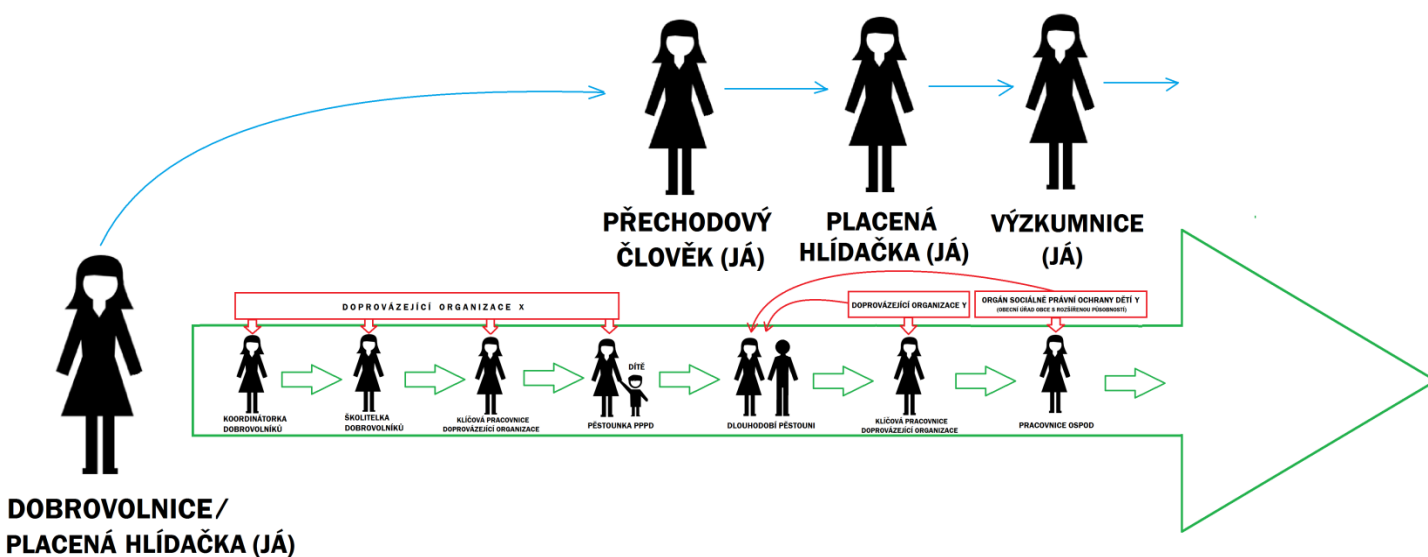 PŘECHODOVÝ
ČLOVĚK (JÁ)
PLACENÁ
HLÍDAČKA (JÁ)
VÝZKUMNICE
(JÁ)
DOBROVOLNICE/
PLACENÁ HLÍDAČKA (JÁ)
DOPROVÁZEJÍCÍ ORGANIZACE X
DOPROVÁZEJÍCÍ ORGANIZACE Y
ORGÁN SOCIÁLNĚ PRÁVNÍ OCHRANY DĚTÍ Y
(OBECNÍ ÚŘAD OBCE S ROZŠÍŘENOU PŮSOBNOSTÍ)
KOORDINÁTORKA
DOBROVOLNÍKŮ
ŠKOLITELKA
DOBROVOLNÍKŮ
KLÍČOVÁ PRACOVNICE
DOPROVÁZEJÍCÍ ORGANIZACE
DÍTĚ
PĚSTOUNKA PPPD
DLOUHODOBÍ PĚSTOUNI
KLÍČOVÁ PRACOVNICE
DOPROVÁZEJÍCÍ ORGANIZACE
PRACOVNICE OSPOD